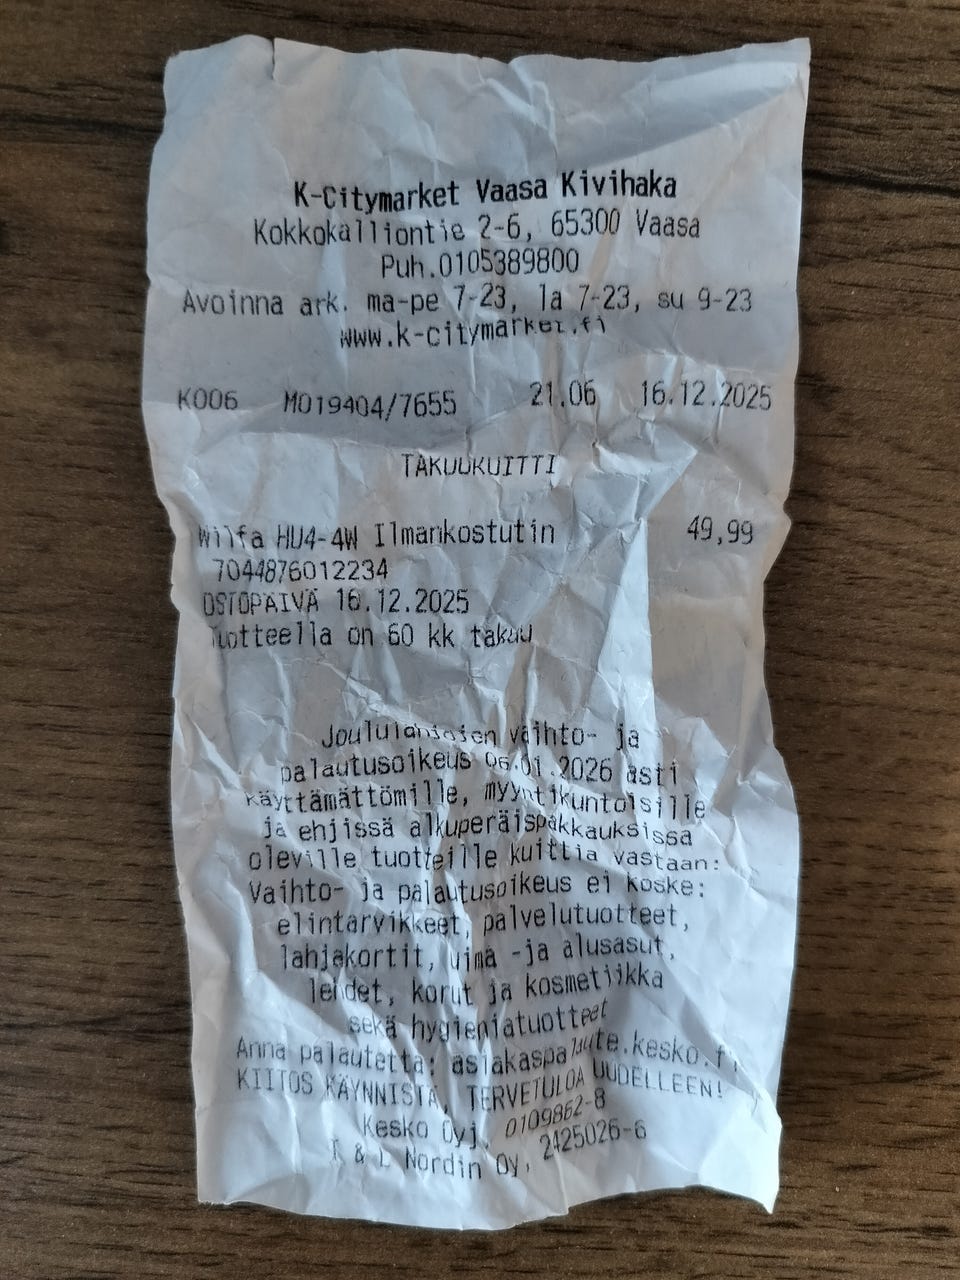 K-Citymarket Vaasa Kivihaka
Kokkokalliontie 2-6, 65300 Vaasa
Puh.0105389800
Avoinna ark. ma-pe 7-23, la 7-23, su 9-23
www.k-citymarket.fi
K006 M019404/7655 21.06 16.12.2025
TAKUUKUITTI
Wilfa HU4-4W Ilmankostutin 49,99
7044876012234
OSTOPÄIVÄ 16.12.2025
Tuotteella on 60 kk takuu
Joululahjojen vaihto- ja
palautusoikeus 06.01.2026 asti
käyttämättömille, myyntikuntoisille
ja ehjissä alkuperäispakkauksissa
oleville tuotteille kuittia vastaan:
Vaihto- ja palautusoikeus ei koske:
elintarvikkeet, palvelutuotteet,
lahjakortit, uima -ja alusasut,
lehdet, korut ja kosmetiikka
sekä hygieniatuotteet
Anna palautetta: asiakaspalaute.kesko.fi
KIITOS KÄYNNISTÄ, TERVETULOA UUDELLEEN!
Kesko Oyj, 0109862-8
& L Nordin Oy, 2425026-6